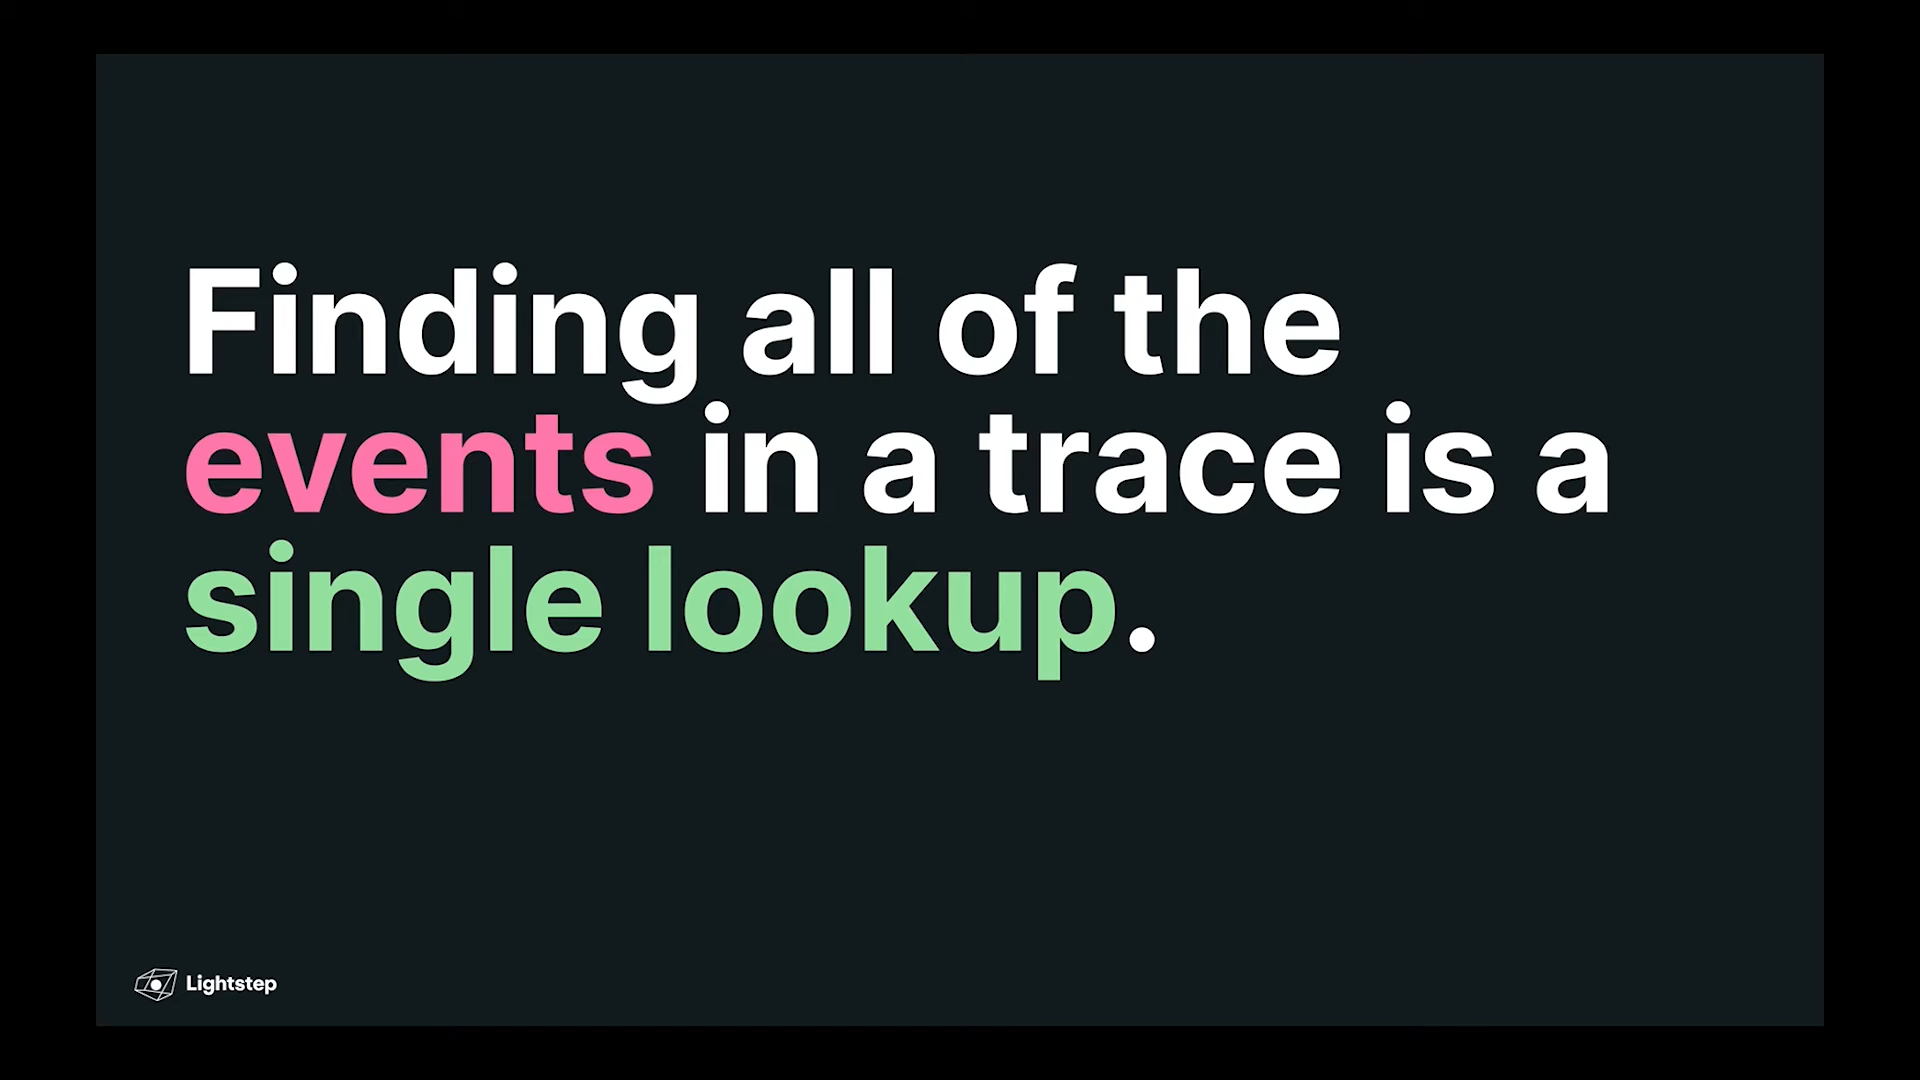 Finding all of the
events in a trace is a
single lookup.
Lightstep